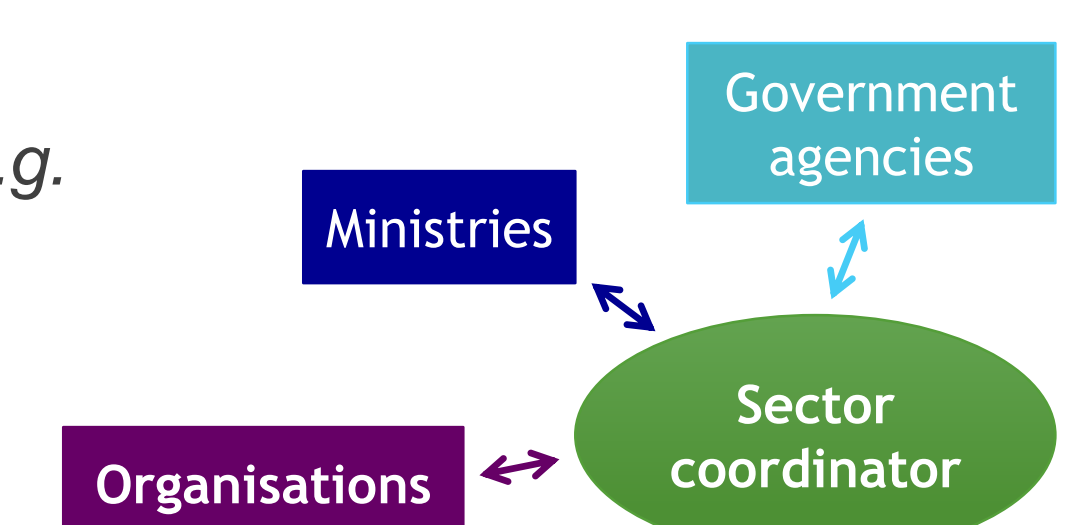 .g.
Government
agencies
Ministries
Sector
coordinator
Organisations